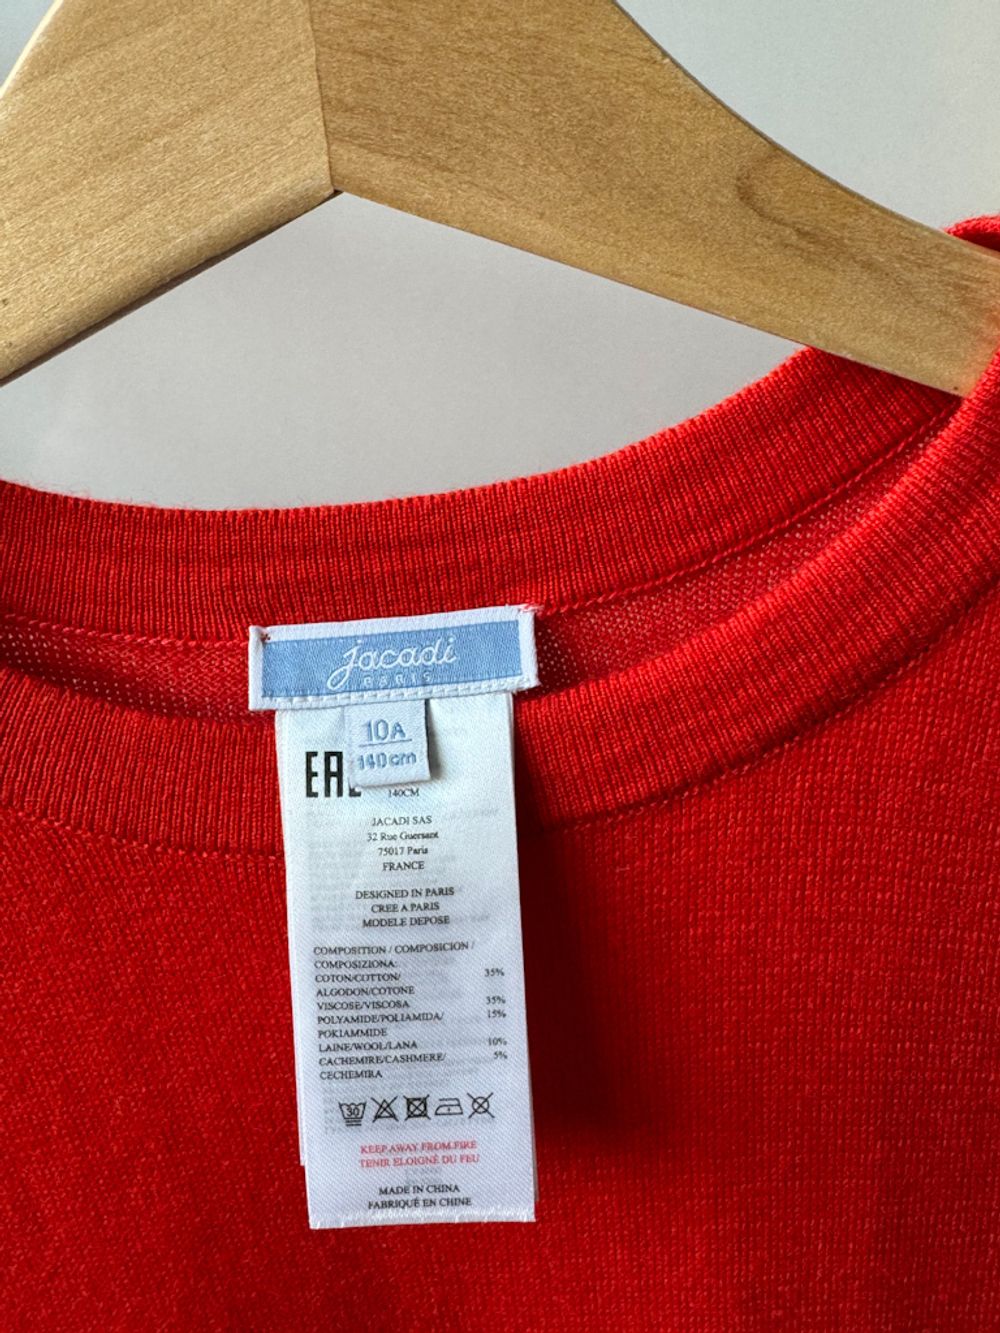 jacadi
PARIS
10A
140cm
EAC
140CM
JACADI SAS
32 Rue Guersant
75017 Paris
FRANCE
DESIGNED IN PARIS
CREE A PARIS
MODELE DEPOSE
COMPOSITION / COMPOSICION /
COMPOSIZIONA:
COTON/COTTON/ 35%
ALGODON/COTONE
VISCOSE/VISCOSA 35%
POLYAMIDE/POLIAMIDA/ 15%
POKIAMMIDE
LAINE/WOOL/LANA 10%
CACHEMIRE/CASHMERE/ 5%
CECHEMIRA
30
KEEP AWAY FROM FIRE
TENIR ELOIGNÉ DU FEU
MADE IN CHINA
FABRIQUÉ EN CHINE